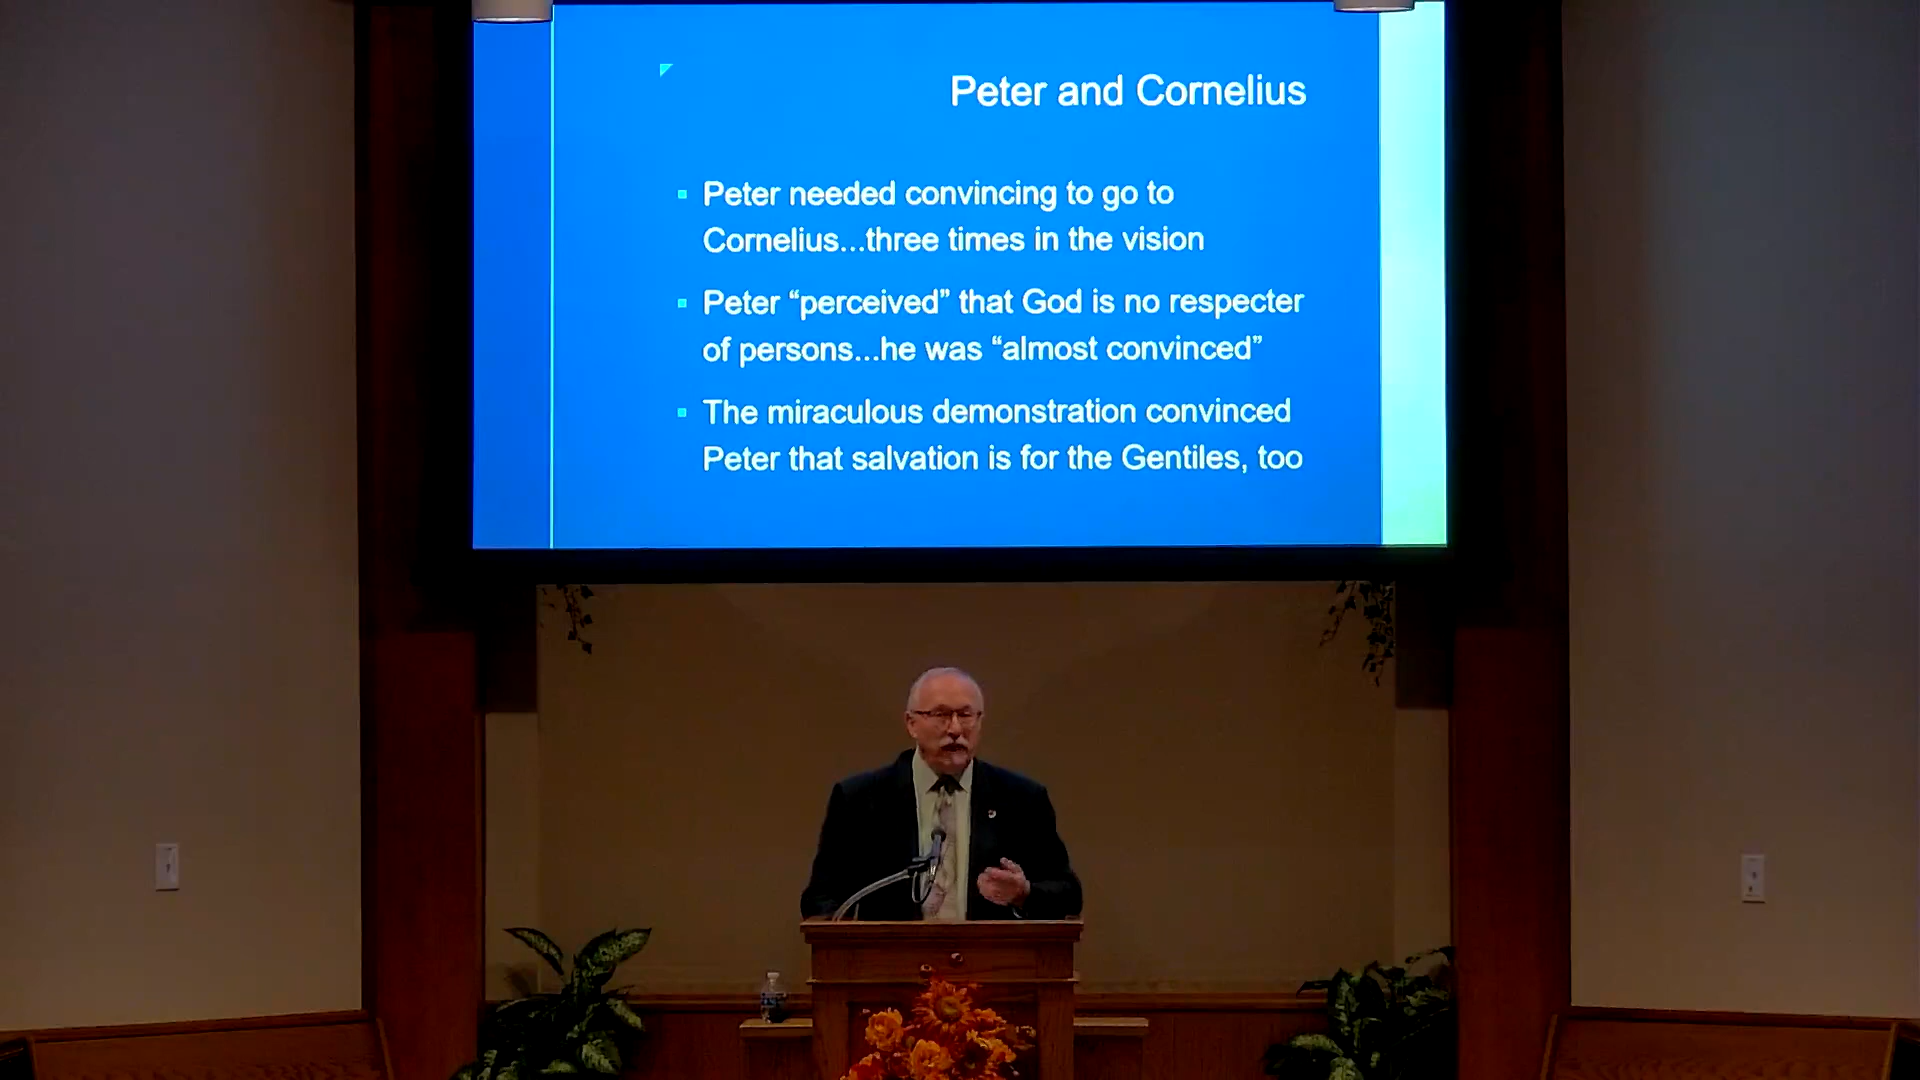 Peter and Cornelius
Peter needed convincing to go to
Cornelius...three times in the vision
Peter “perceived” that God is no respecter
of persons...he was “almost convinced”
The miraculous demonstration convinced
Peter that salvation is for the Gentiles, too